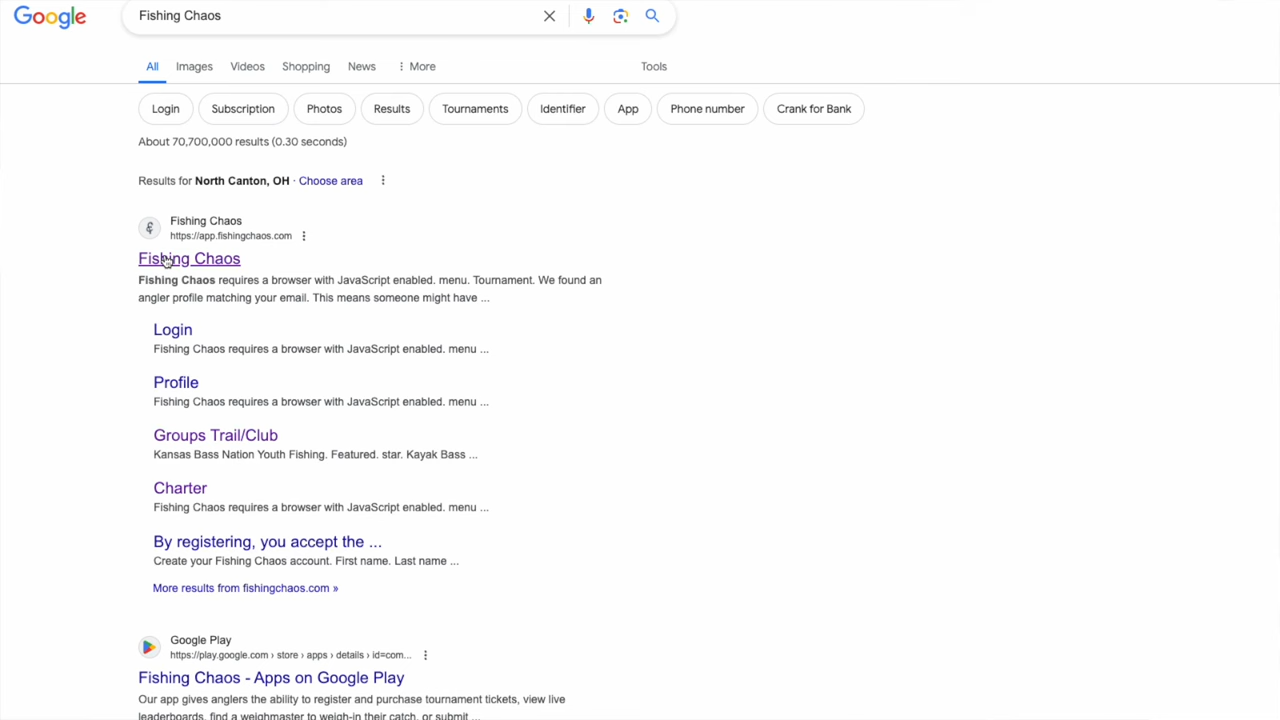 Google
Fishing Chaos
All Images Videos Shopping News More Tools
Login Subscription Photos Results Tournaments Identifier App Phone number Crank for Bank
About 70,700,000 results (0.30 seconds)
Results for North Canton, OH · Choose area
Fishing Chaos
https://app.fishingchaos.com
Fishing Chaos
Fishing Chaos requires a browser with JavaScript enabled. menu. Tournament. We found an
angler profile matching your email. This means someone might have ...
Login
Fishing Chaos requires a browser with JavaScript enabled. menu ...
Profile
Fishing Chaos requires a browser with JavaScript enabled. menu ...
Groups Trail/Club
Kansas Bass Nation Youth Fishing. Featured. star. Kayak Bass ...
Charter
Fishing Chaos requires a browser with JavaScript enabled. menu ...
By registering, you accept the ...
Create your Fishing Chaos account. First name. Last name ...
More results from fishingchaos.com »
Google Play
https://play.google.com › store › apps › details › id=com...
Fishing Chaos - Apps on Google Play
Our app gives anglers the ability to register and purchase tournament tickets, view live
leaderboards, find a weighmaster to weigh-in their catch, or submit ...